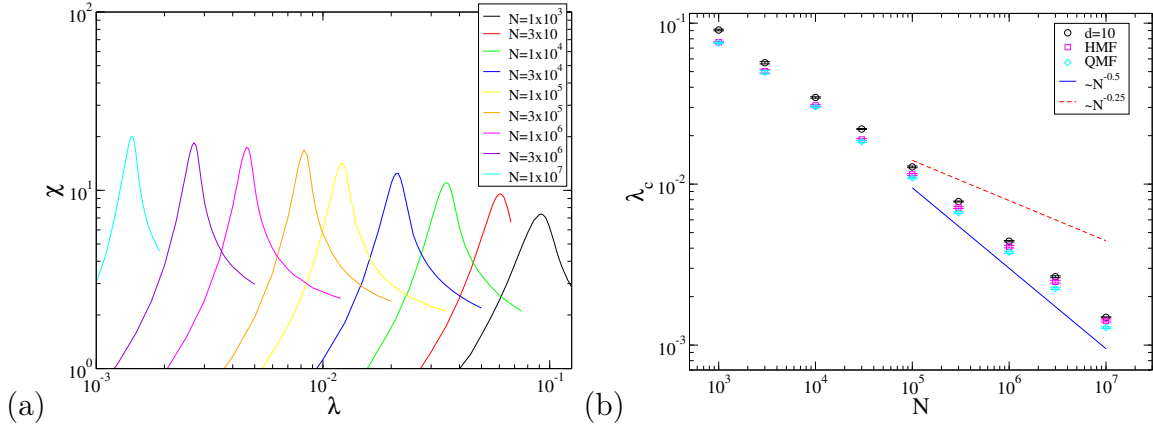 10²
10¹
10⁰
χ
10⁻³
10⁻²
10⁻¹
λ
N=1x10³
N=3x10
N=1x10⁴
N=3x10⁴
N=1x10⁵
N=3x10⁵
N=1x10⁶
N=3x10⁶
N=1x10⁷
(a)
10⁻¹
10⁻²
10⁻³
λ_c
10³
10⁴
10⁵
10⁶
10⁷
N
d=10
HMF
QMF
~N⁻⁰·⁵
~N⁻⁰·²⁵
(b)